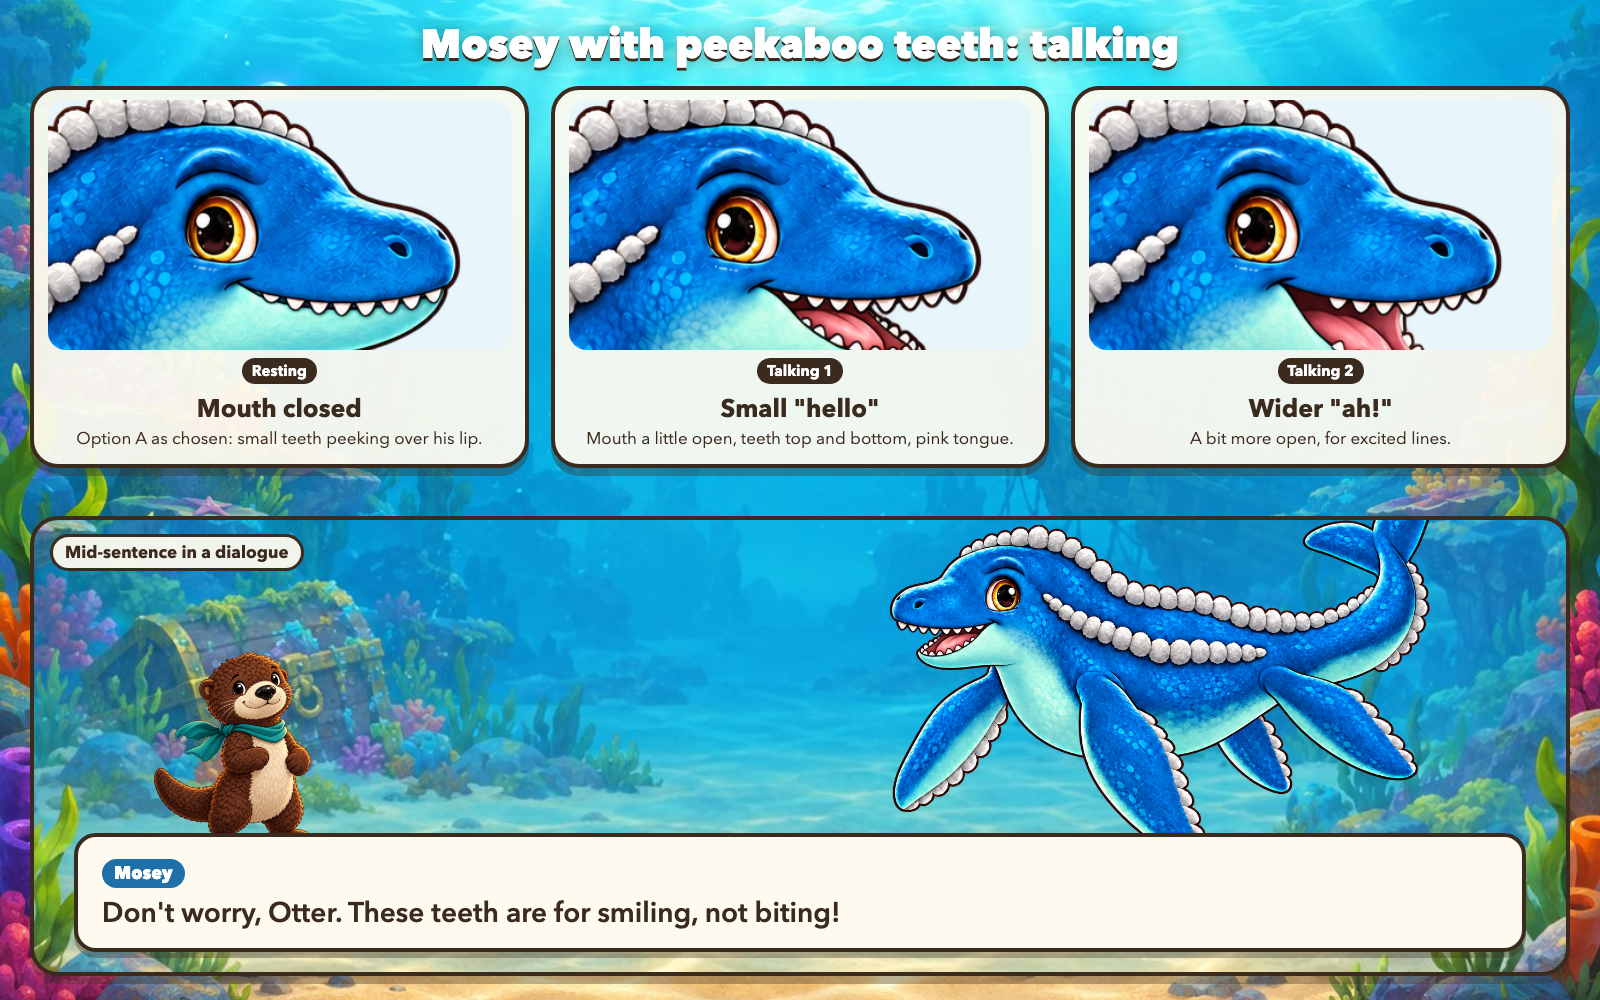 Mosey with peekaboo teeth: talking
Resting
Mouth closed
Option A as chosen: small teeth peeking over his lip.
Talking 1
Small "hello"
Mouth a little open, teeth top and bottom, pink tongue.
Talking 2
Wider "ah!"
A bit more open, for excited lines.
Mid-sentence in a dialogue
Mosey
Don't worry, Otter. These teeth are for smiling, not biting!